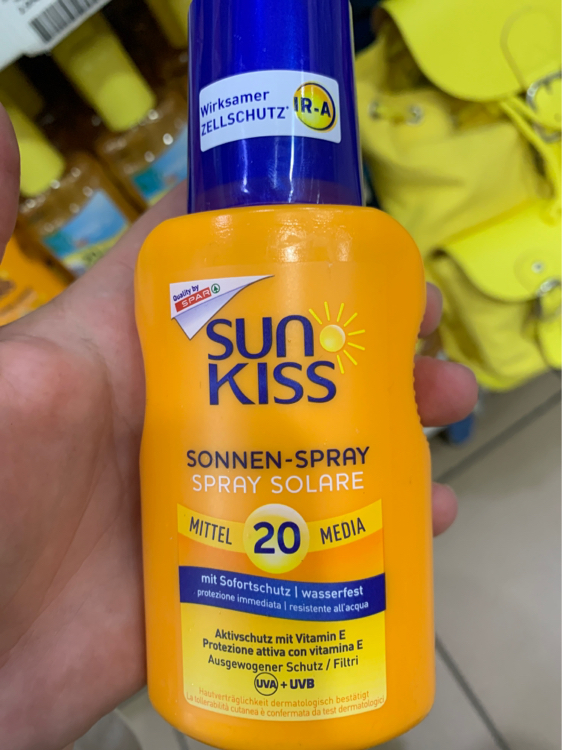 Wirksamer
ZELLSCHUTZ*
IR-A
Quality by
SPAR
SUN
KISS
SONNEN-SPRAY
SPRAY SOLARE
MITTEL 20 MEDIA
mit Sofortschutz | wasserfest
protezione immediata | resistente all'acqua
Aktivschutz mit Vitamin E
Protezione attiva con vitamina E
Ausgewogener Schutz / Filtri
UVA + UVB
Hautverträglichkeit dermatologisch bestätigt
La tollerabilità cutanea è confermata da test dermatologici